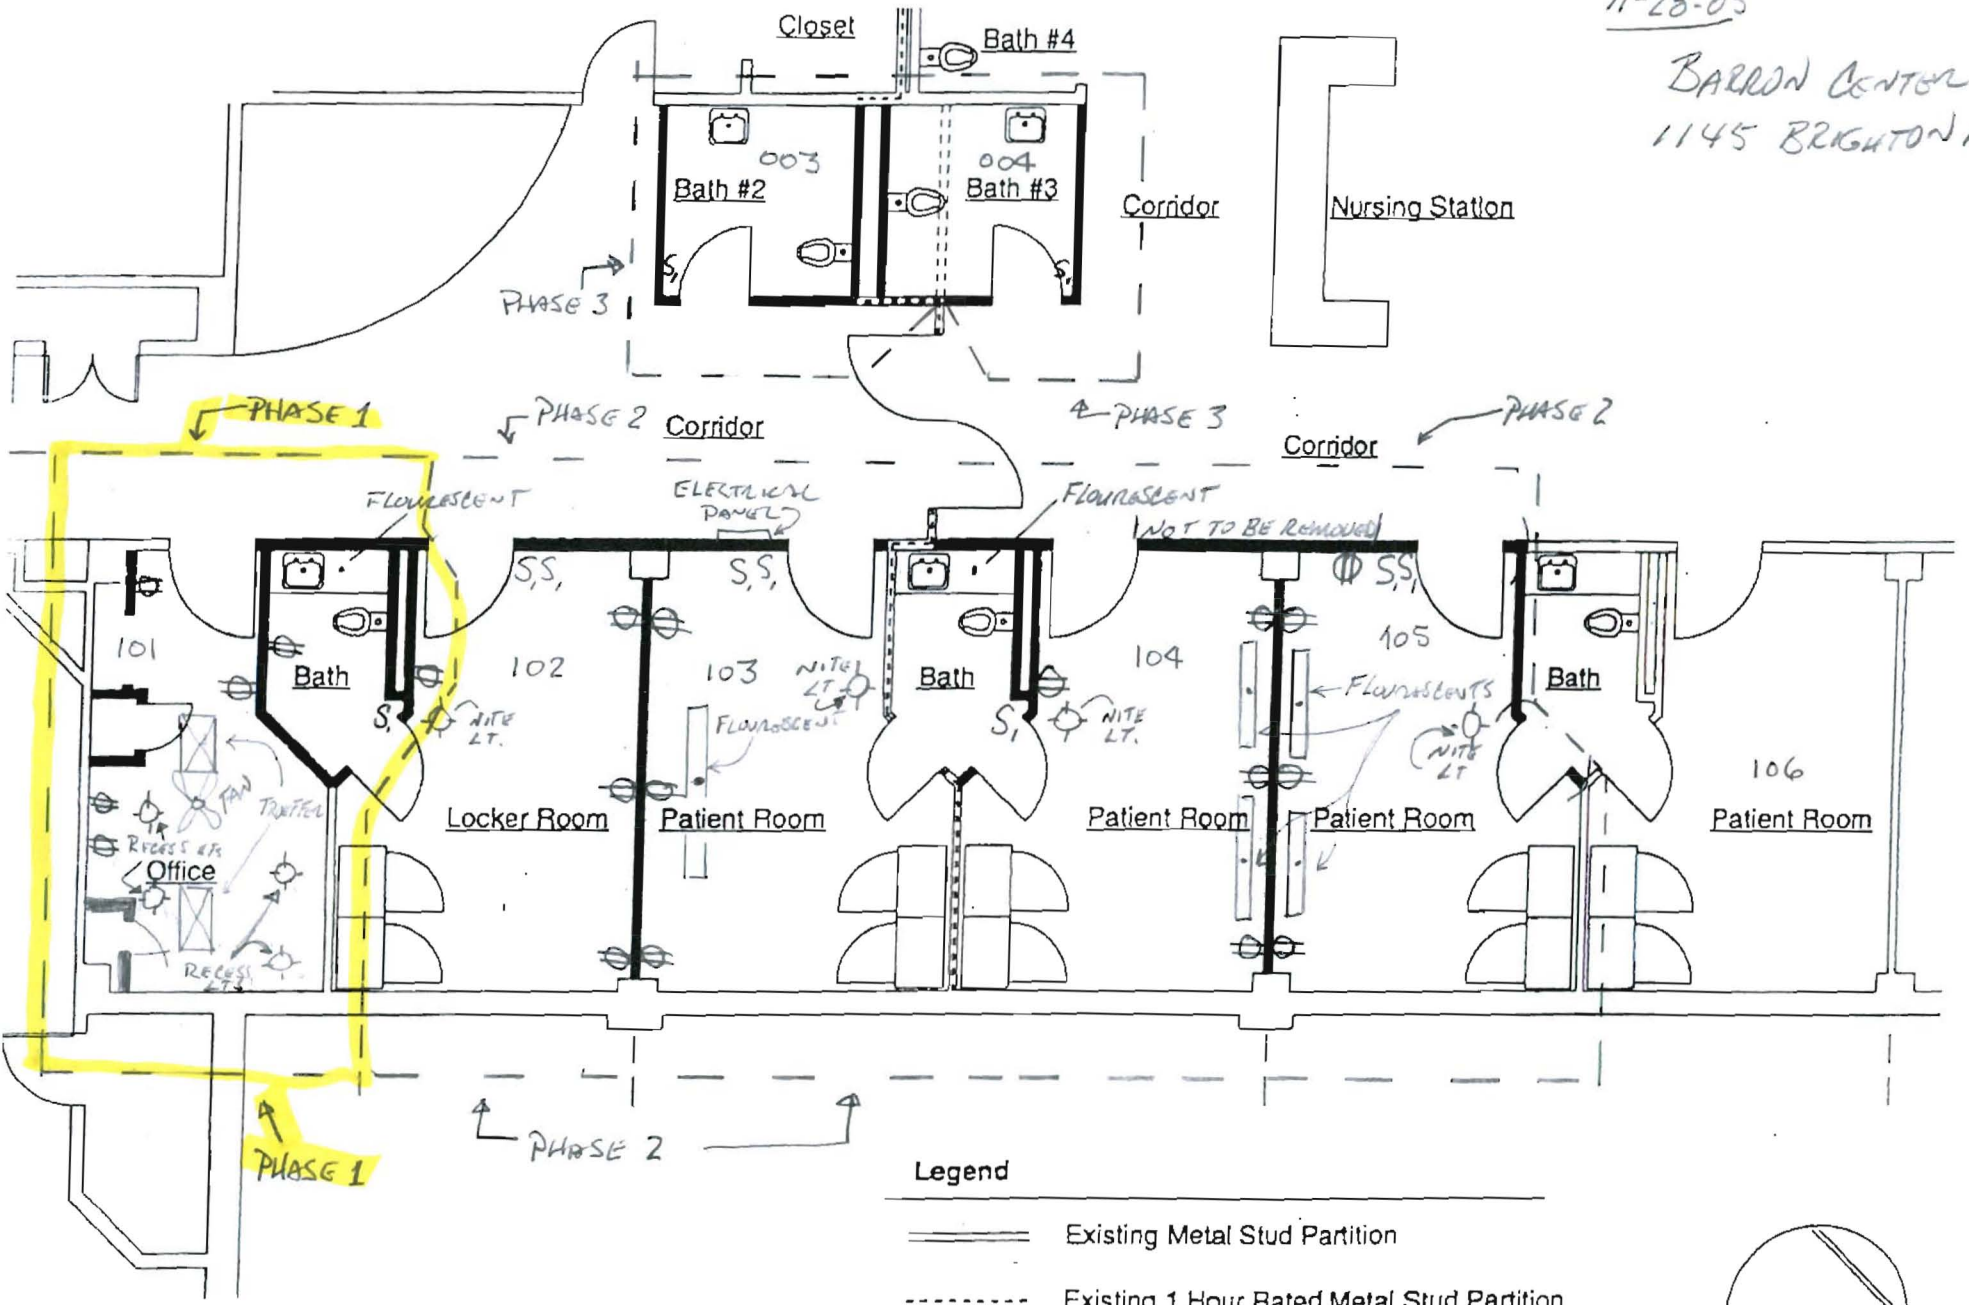 11-28-05
BARRON CENTER
1145 BRIGHTON
Closet
Bath #4
003
004
Bath #2
Bath #3
Corridor
Nursing Station
S,
S,
PHASE 3
PHASE 1
PHASE 2
Corridor
PHASE 3
Corridor
PHASE 2
FLOURESCENT
ELECTRICAL
PANEL
FLOURESCENT
NOT TO BE REMOVED
S,S,
S,S,
S,S,
101
Bath
102
103
NITE
LT
Bath
104
105
Bath
FLOURESCENTS
S,
NITE
LT.
FLOURESCENT
S,
NITE
LT.
NITE
LT
106
FAN
Locker Room
Patient Room
Patient Room
Patient Room
Patient Room
RECESS
Office
RECESS
LTS
PHASE 1
PHASE 2
Legend
Existing Metal Stud Partition
Existing 1 Hour Rated Metal Stud Partition